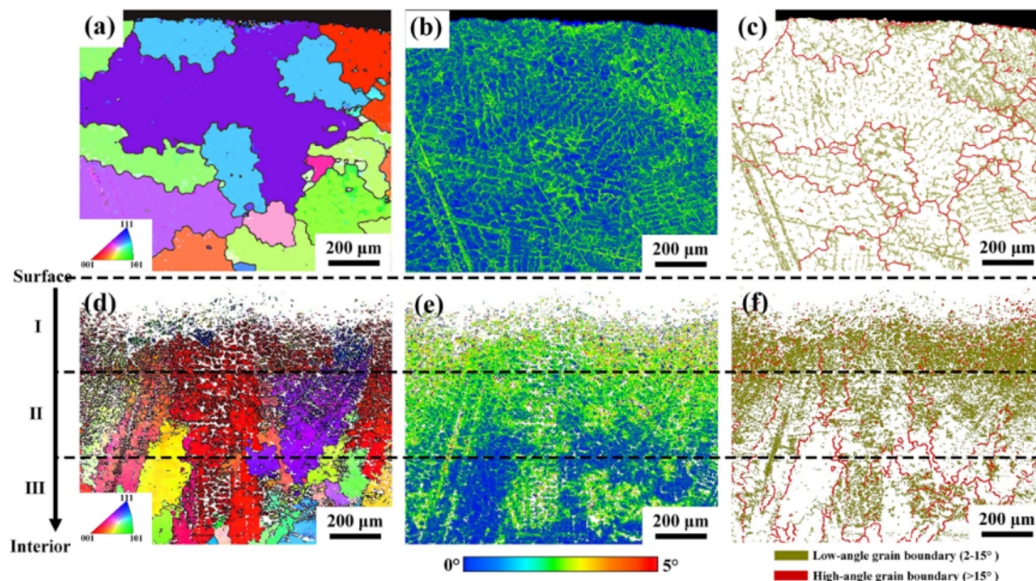 (a)
(b)
(c)
111
001 101
200 μm
200 μm
200 μm
Surface
(d)
(e)
(f)
I
II
III
111
001 101
200 μm
200 μm
200 μm
Interior
0°
5°
Low-angle grain boundary (2-15°)
High-angle grain boundary (>15°)